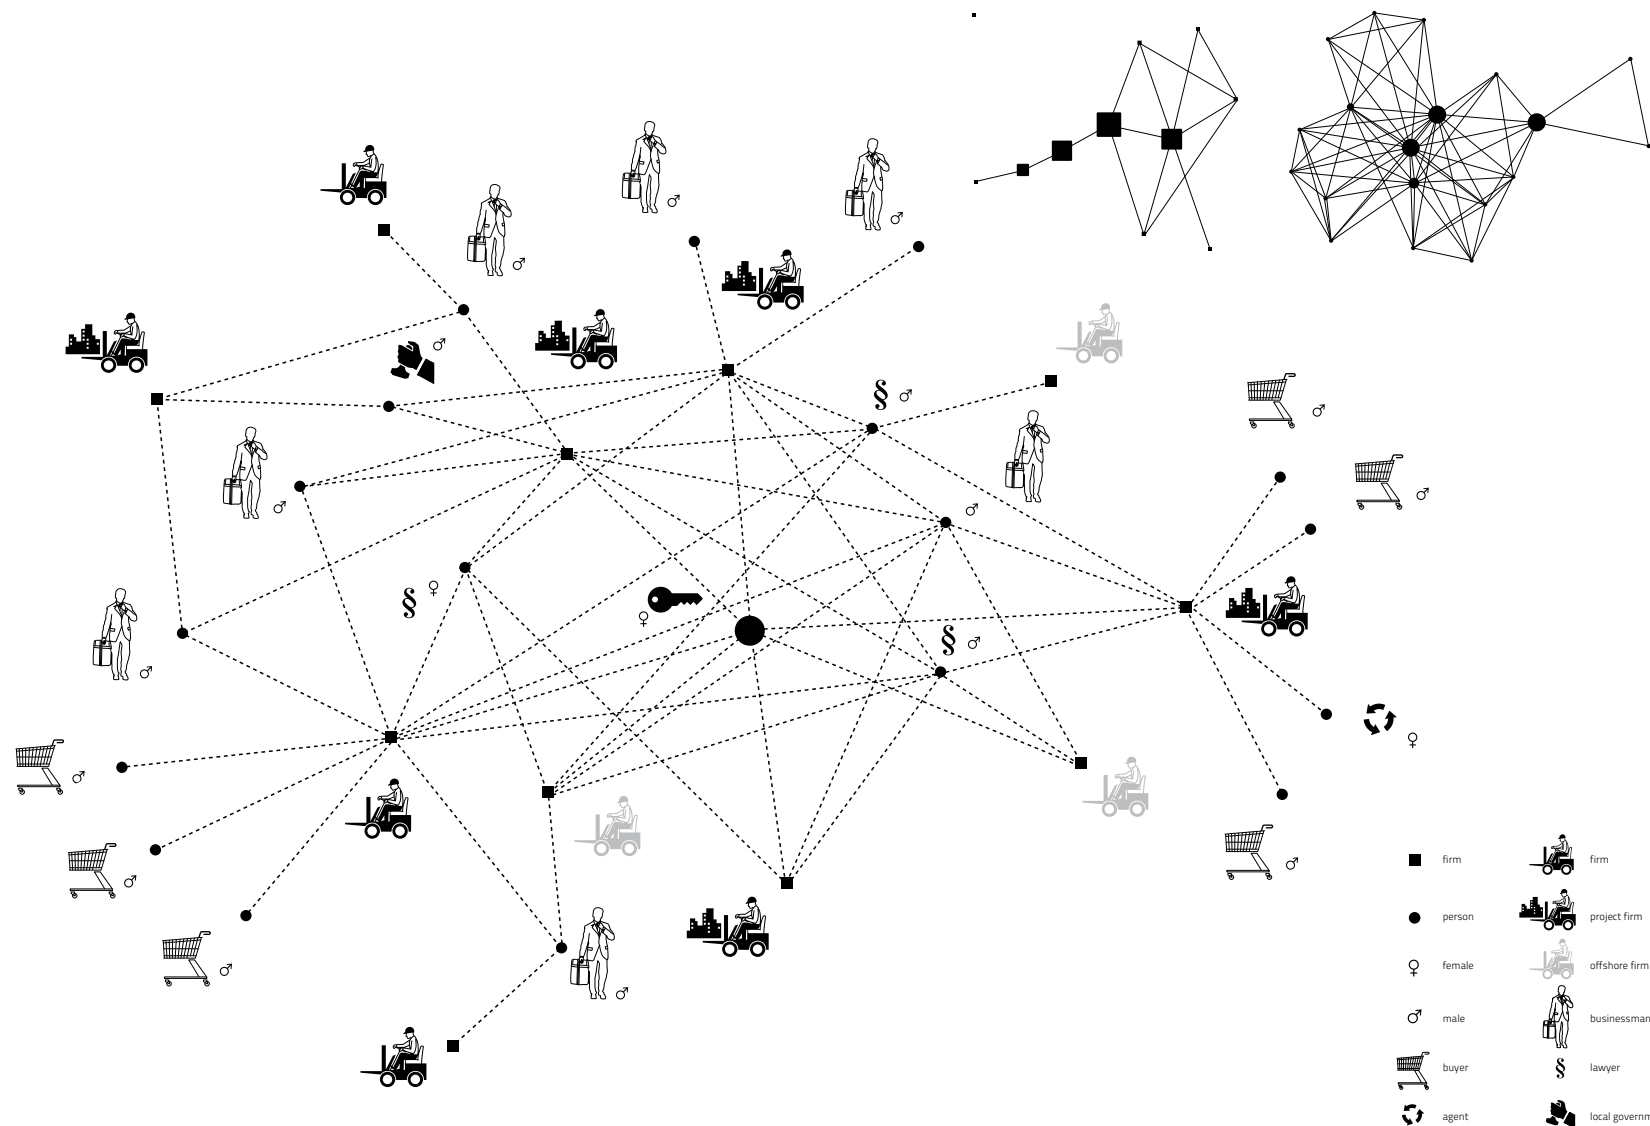 §
§
§
firm
firm
person
project firm
female
offshore firm
male
businessman
buyer
§
lawyer
agent